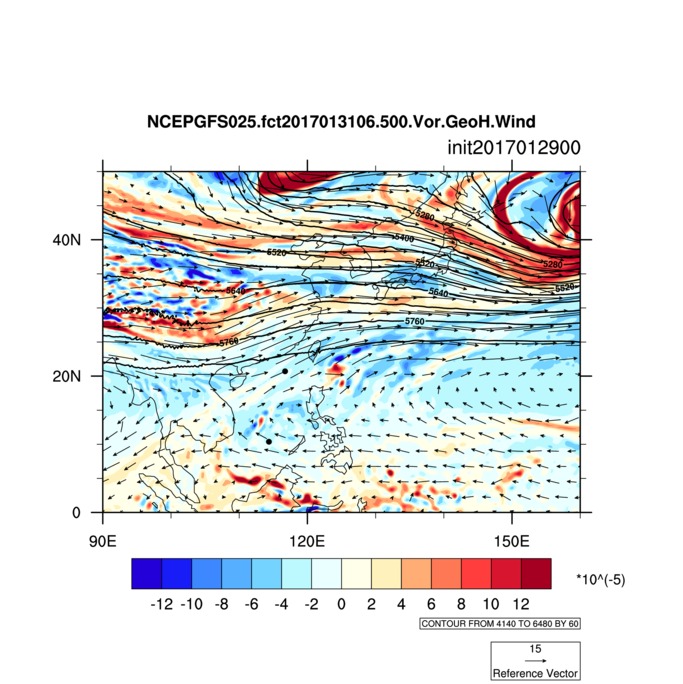 NCEPGFS025.fct2017013106.500.Vor.GeoH.Wind
init2017012900
5280
5400
5520
5520
5280
5640
5640
5520
5760
5760
40N
20N
0
90E 120E 150E
-12 -10 -8 -6 -4 -2 0 2 4 6 8 10 12
*10^(-5)
CONTOUR FROM 4140 TO 6480 BY 60
15
Reference Vector